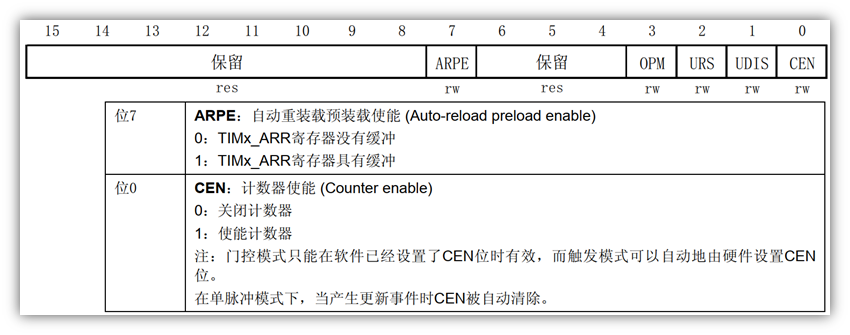 15 14 13 12 11 10 9 8 7 6 5 4 3 2 1 0
保留 ARPE 保留 OPM URS UDIS CEN
res rw res rw rw rw rw
位7 ARPE：自动重装载预装载使能 (Auto-reload preload enable)
0：TIMx_ARR寄存器没有缓冲
1：TIMx_ARR寄存器具有缓冲
位0 CEN：计数器使能 (Counter enable)
0：关闭计数器
1：使能计数器
注：门控模式只能在软件已经设置了CEN位时有效，而触发模式可以自动地由硬件设置CEN
位。
在单脉冲模式下，当产生更新事件时CEN被自动清除。